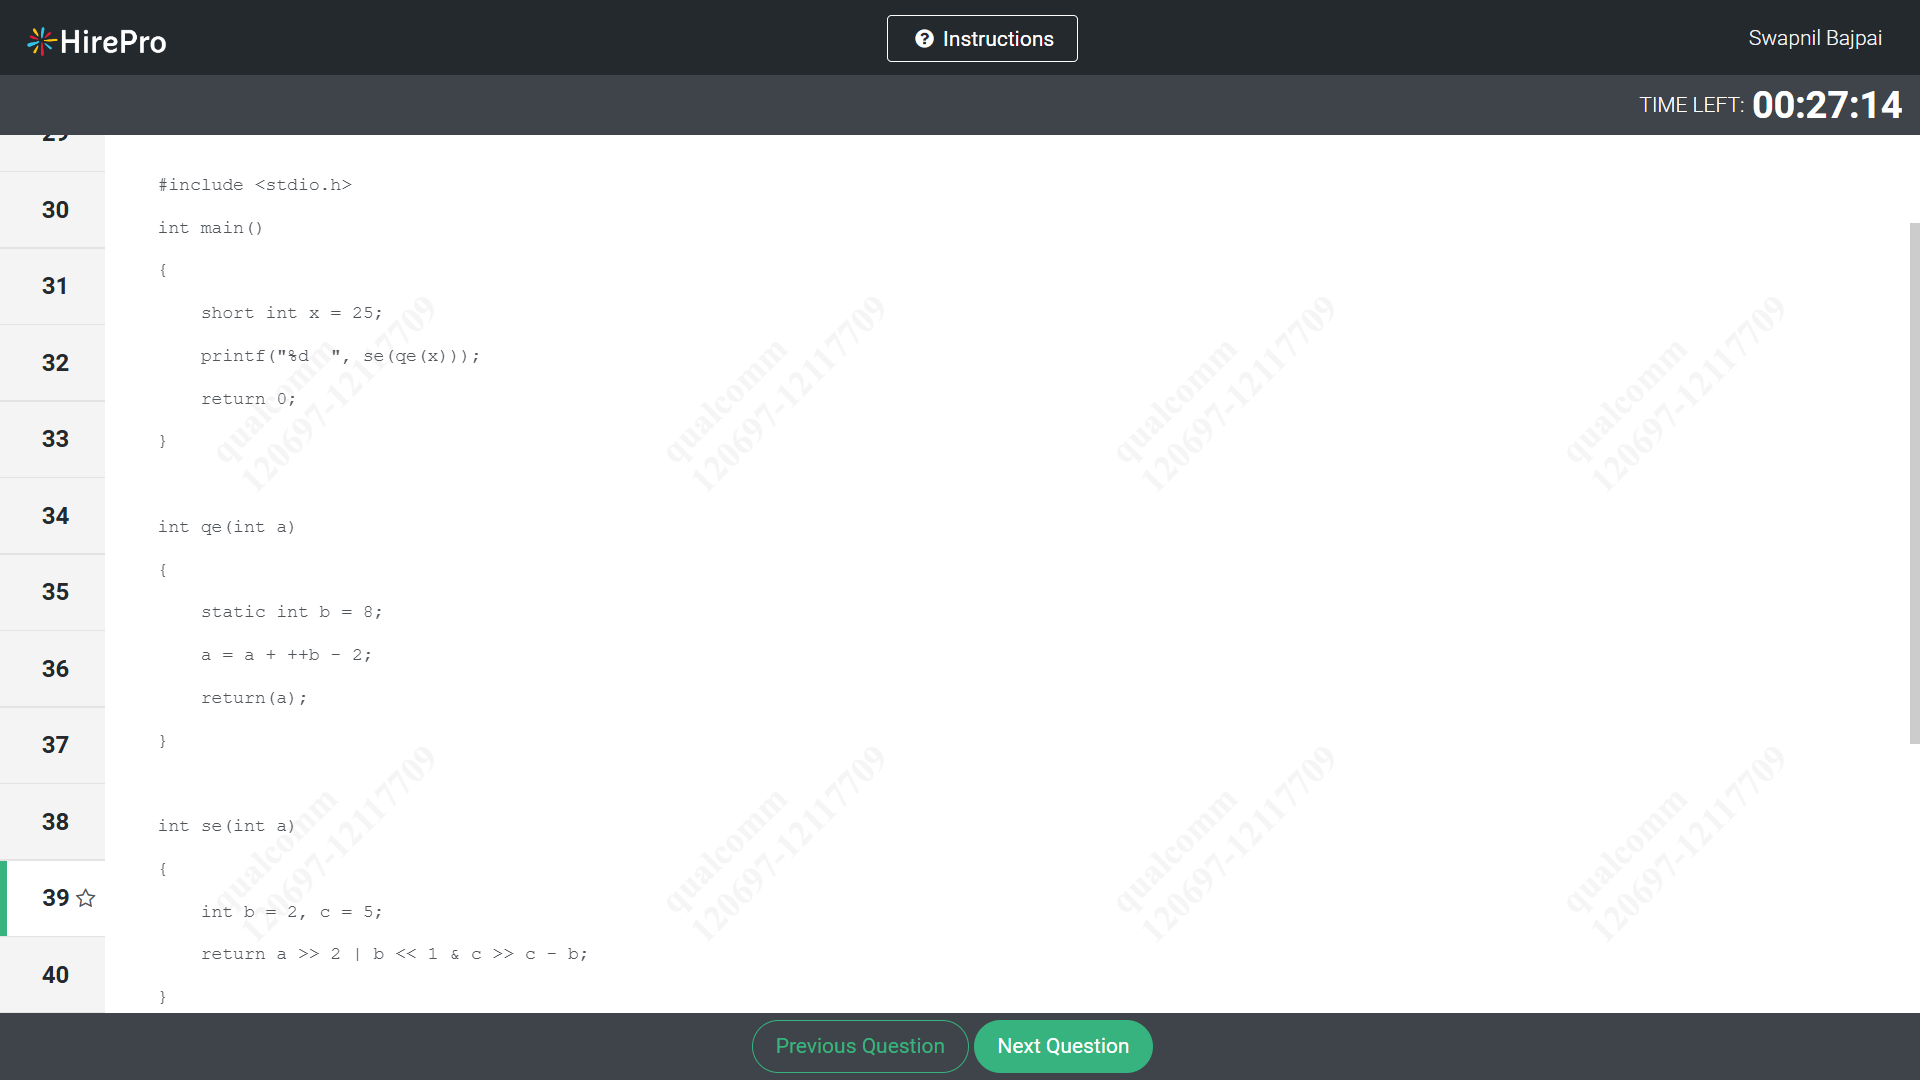 HirePro
Instructions
Swapnil Bajpai
TIME LEFT: 00:27:14
29
30
31
32
33
34
35
36
37
38
39
40
#include <stdio.h>
int main()
{
short int x = 25;
printf("%d  ", se(qe(x)));
return 0;
}
int qe(int a)
{
static int b = 8;
a = a + ++b - 2;
return(a);
}
int se(int a)
{
int b = 2, c = 5;
return a >> 2 | b << 1 & c >> c - b;
}
qualcomm
120697-12117709
qualcomm
120697-12117709
qualcomm
120697-12117709
qualcomm
120697-12117709
qualcomm
120697-12117709
qualcomm
120697-12117709
qualcomm
120697-12117709
qualcomm
120697-12117709
Previous Question
Next Question